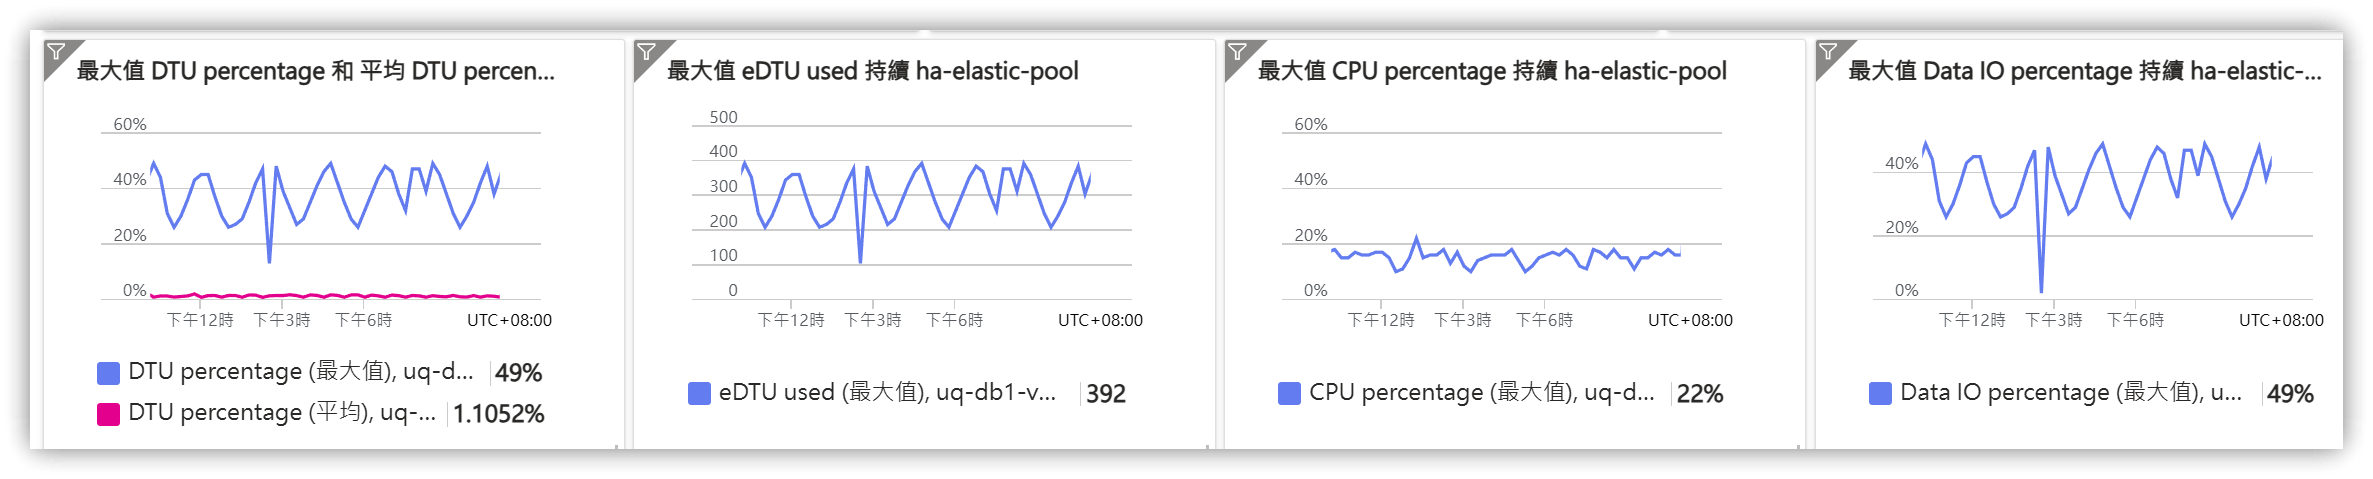 最大值 DTU percentage 和 平均 DTU percen...
60%
40%
20%
0%
下午12時 下午3時 下午6時 UTC+08:00
DTU percentage (最大值), uq-d... 49%
DTU percentage (平均), uq-... 1.1052%
最大值 eDTU used 持續 ha-elastic-pool
500
400
300
200
100
0
下午12時 下午3時 下午6時 UTC+08:00
eDTU used (最大值), uq-db1-v... 392
最大值 CPU percentage 持續 ha-elastic-pool
60%
40%
20%
0%
下午12時 下午3時 下午6時 UTC+08:00
CPU percentage (最大值), uq-d... 22%
最大值 Data IO percentage 持續 ha-elastic-...
40%
20%
0%
下午12時 下午3時 下午6時 UTC+08:00
Data IO percentage (最大值), u... 49%